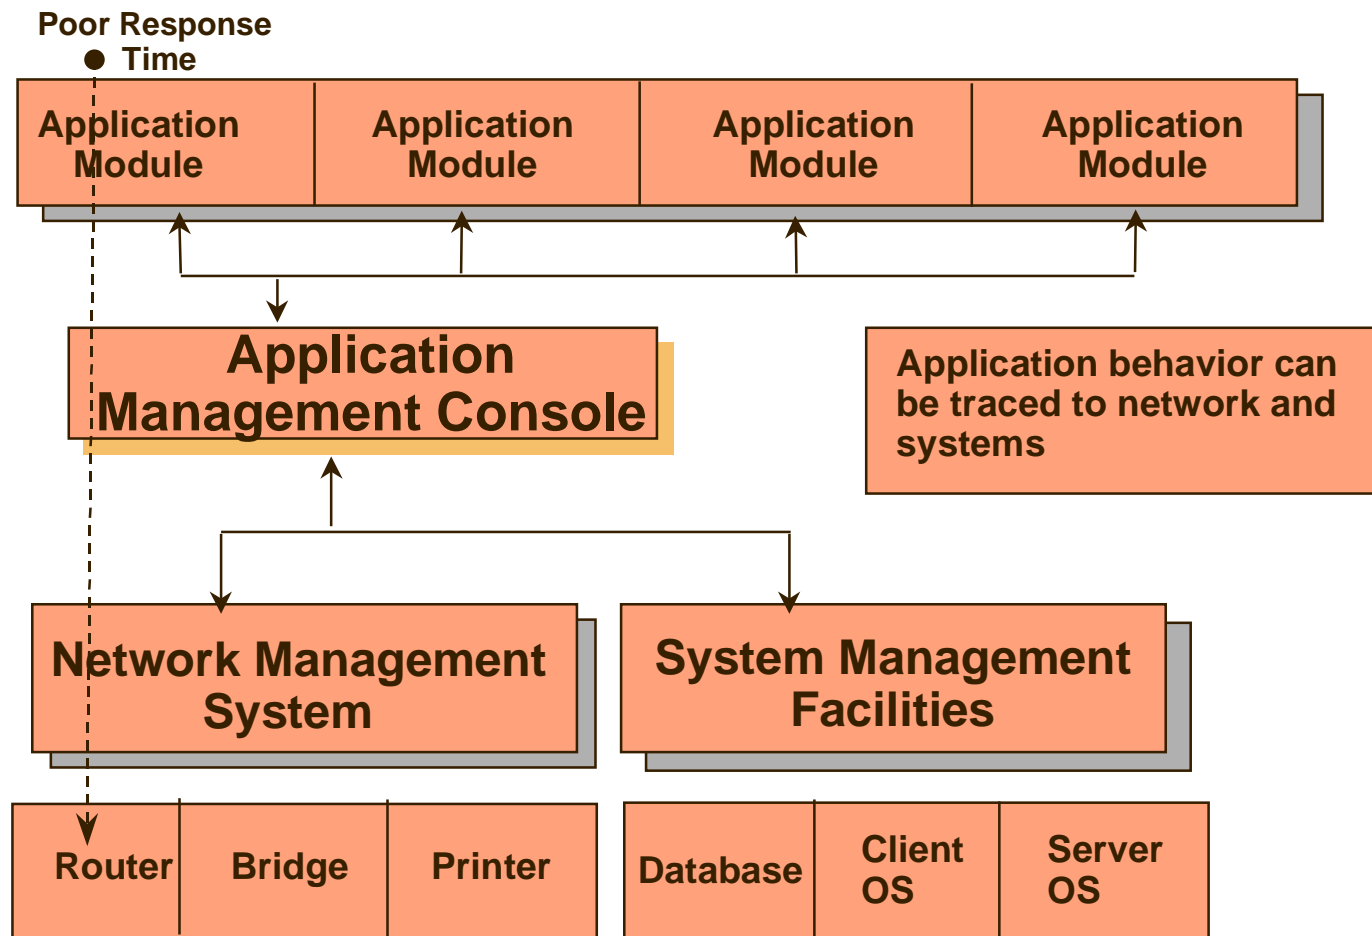 Poor Response
Time
Application
Module
Application
Module
Application
Module
Application
Module
Application
Management Console
Application behavior can
be traced to network and
systems
Network Management
System
System Management
Facilities
Router
Bridge
Printer
Database
Client
OS
Server
OS